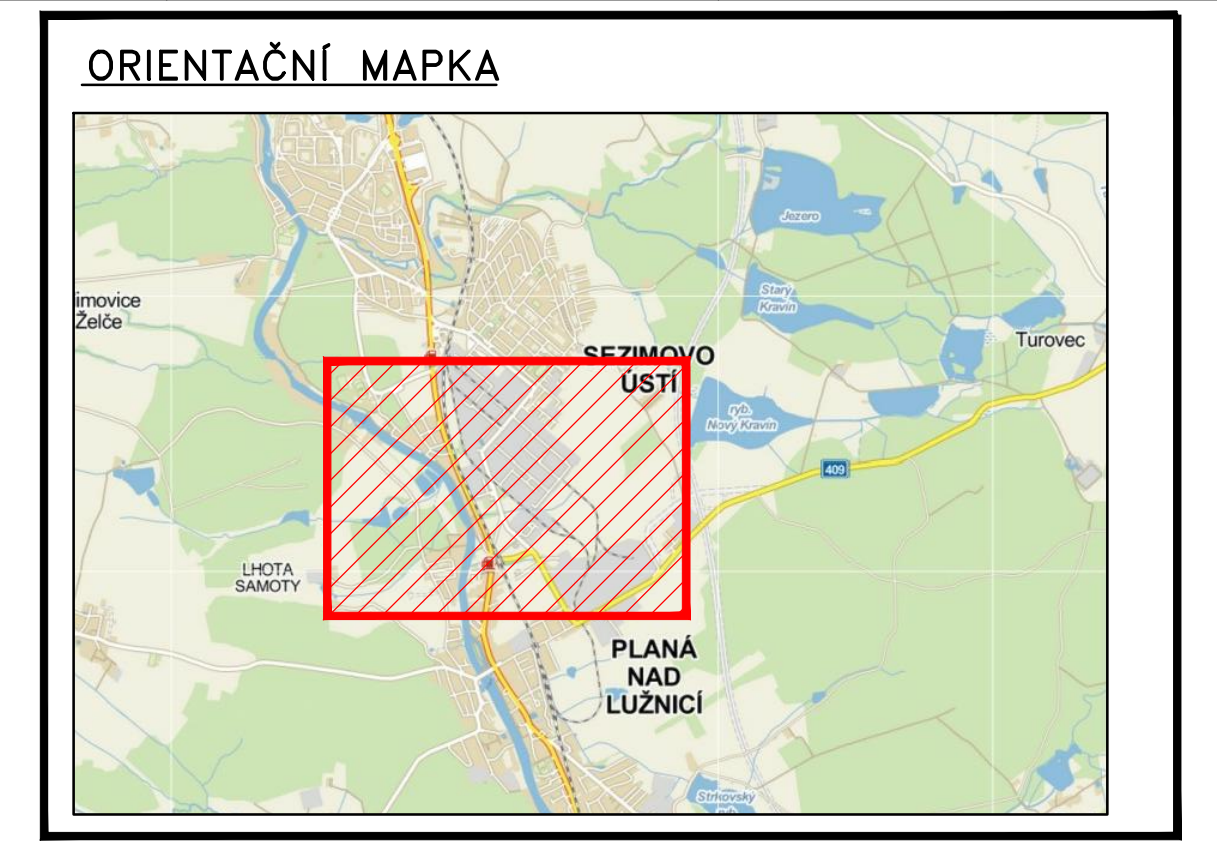 ORIENTAČNÍ MAPKA
Jezero
Starý
Kravín
imovice
Želče
Turovec
SEZIMOVO
ÚSTÍ
ryb.
Nový Kravín
409
LHOTA
SAMOTY
PLANÁ
NAD
LUŽNICÍ
Strkovský